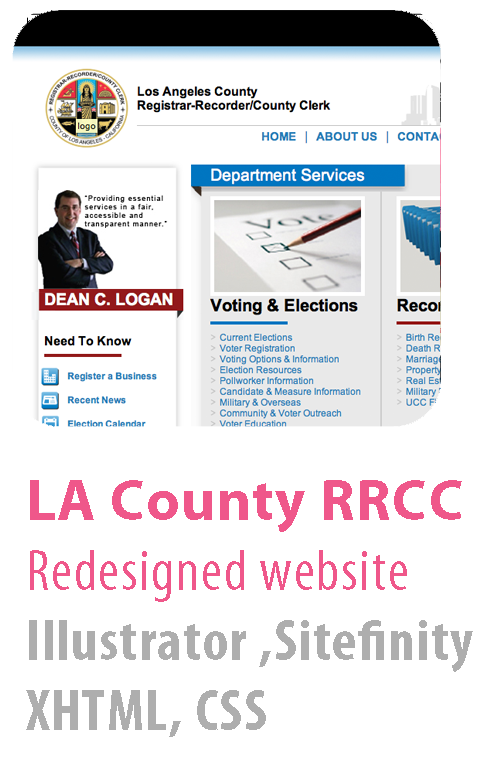 REGISTRAR-RECORDER/COUNTY CLERK
COUNTY OF LOS ANGELES - CALIFORNIA
logo
Los Angeles County
Registrar-Recorder/County Clerk
HOME | ABOUT US | CONTA
"Providing essential
services in a fair,
accessible and
transparent manner."
DEAN C. LOGAN
Need To Know
Register a Business
Recent News
Election Calendar
Department Services
Vote
Voting & Elections
> Current Elections
> Voter Registration
> Voting Options & Information
> Election Resources
> Pollworker Information
> Candidate & Measure Information
> Military & Overseas
> Community & Voter Outreach
> Voter Education
Recor
> Birth Re
> Death R
> Marriag
> Property
> Real Est
> Military
> UCC F
LA County RRCC
Redesigned website
Illustrator ,Sitefinity
XHTML, CSS